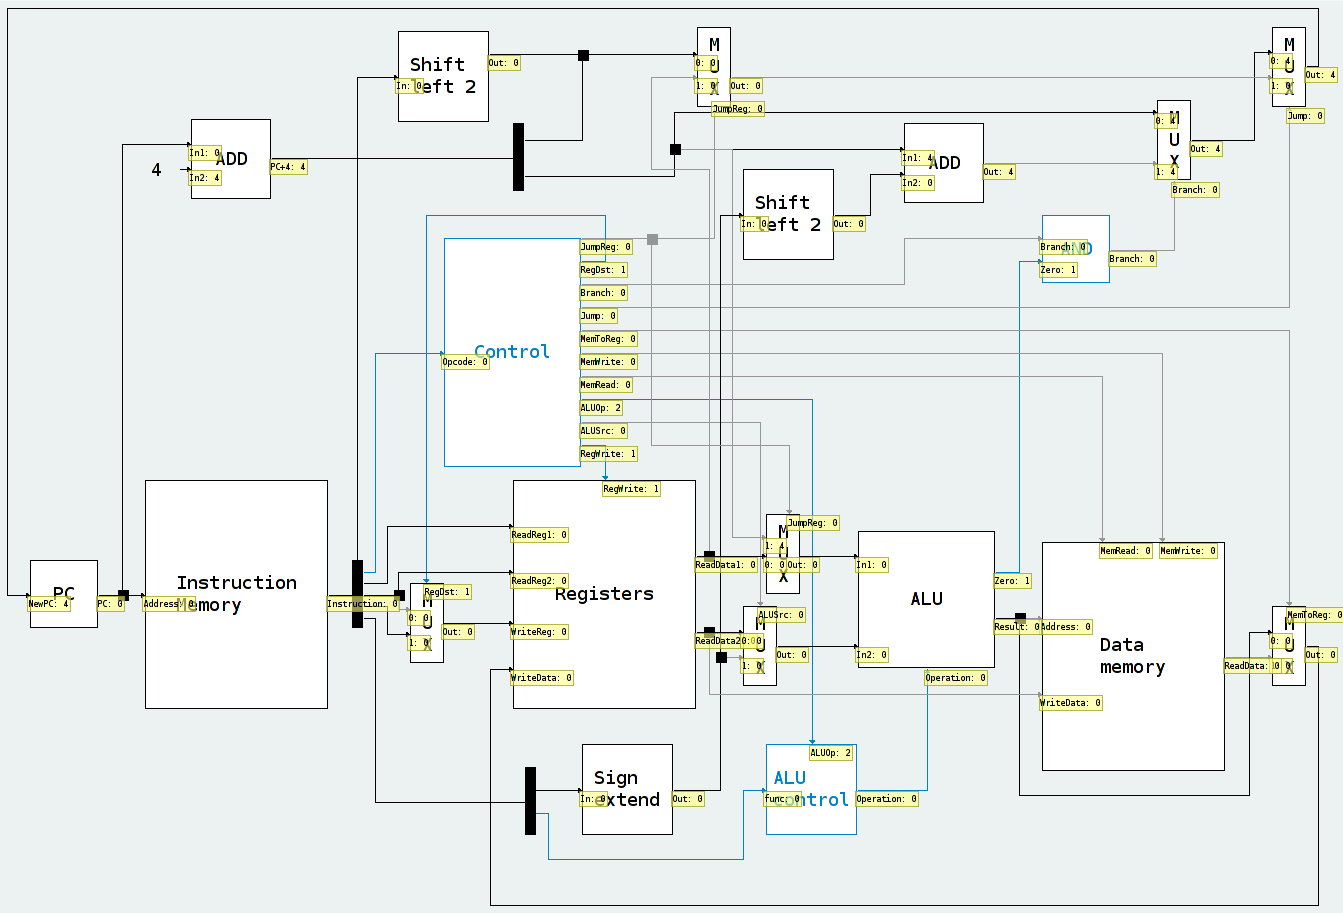 M
U
X
0: 0
1: 0
Out: 0
JumpReg: 0
M
U
X
0: 4
1: 0
Out: 4
Jump: 0
Shift
left 2
In: 0
Out: 0
ADD
In1: 0
In2: 4
PC+4: 4
4
M
U
X
0: 4
1: 4
Out: 4
Branch: 0
ADD
In1: 4
In2: 0
Out: 4
Shift
left 2
In: 0
Out: 0
AND
Branch: 0
Zero: 1
Branch: 0
Control
Opcode: 0
JumpReg: 0
RegDst: 1
Branch: 0
Jump: 0
MemToReg: 0
MemWrite: 0
MemRead: 0
ALUOp: 2
ALUSrc: 0
RegWrite: 1
PC
NewPC: 4
PC: 0
Instruction
Memory
Address: 0
Instruction: 0
RegDst: 1
M
U
X
0: 0
1: 0
Out: 0
Registers
RegWrite: 1
ReadReg1: 0
ReadReg2: 0
WriteReg: 0
WriteData: 0
ReadData1: 0
ReadData2: 0
JumpReg: 0
M
U
X
1: 4
0: 0
Out: 0
ALUSrc: 0
M
U
X
0: 0
1: 0
Out: 0
ALU
In1: 0
In2: 0
Zero: 1
Result: 0
Operation: 0
Data
memory
MemRead: 0
MemWrite: 0
Address: 0
WriteData: 0
ReadData: 0
MemToReg: 0
M
U
X
0: 0
1: 0
Out: 0
Sign
extend
In: 0
Out: 0
ALU
control
ALUOp: 2
func: 0
Operation: 0